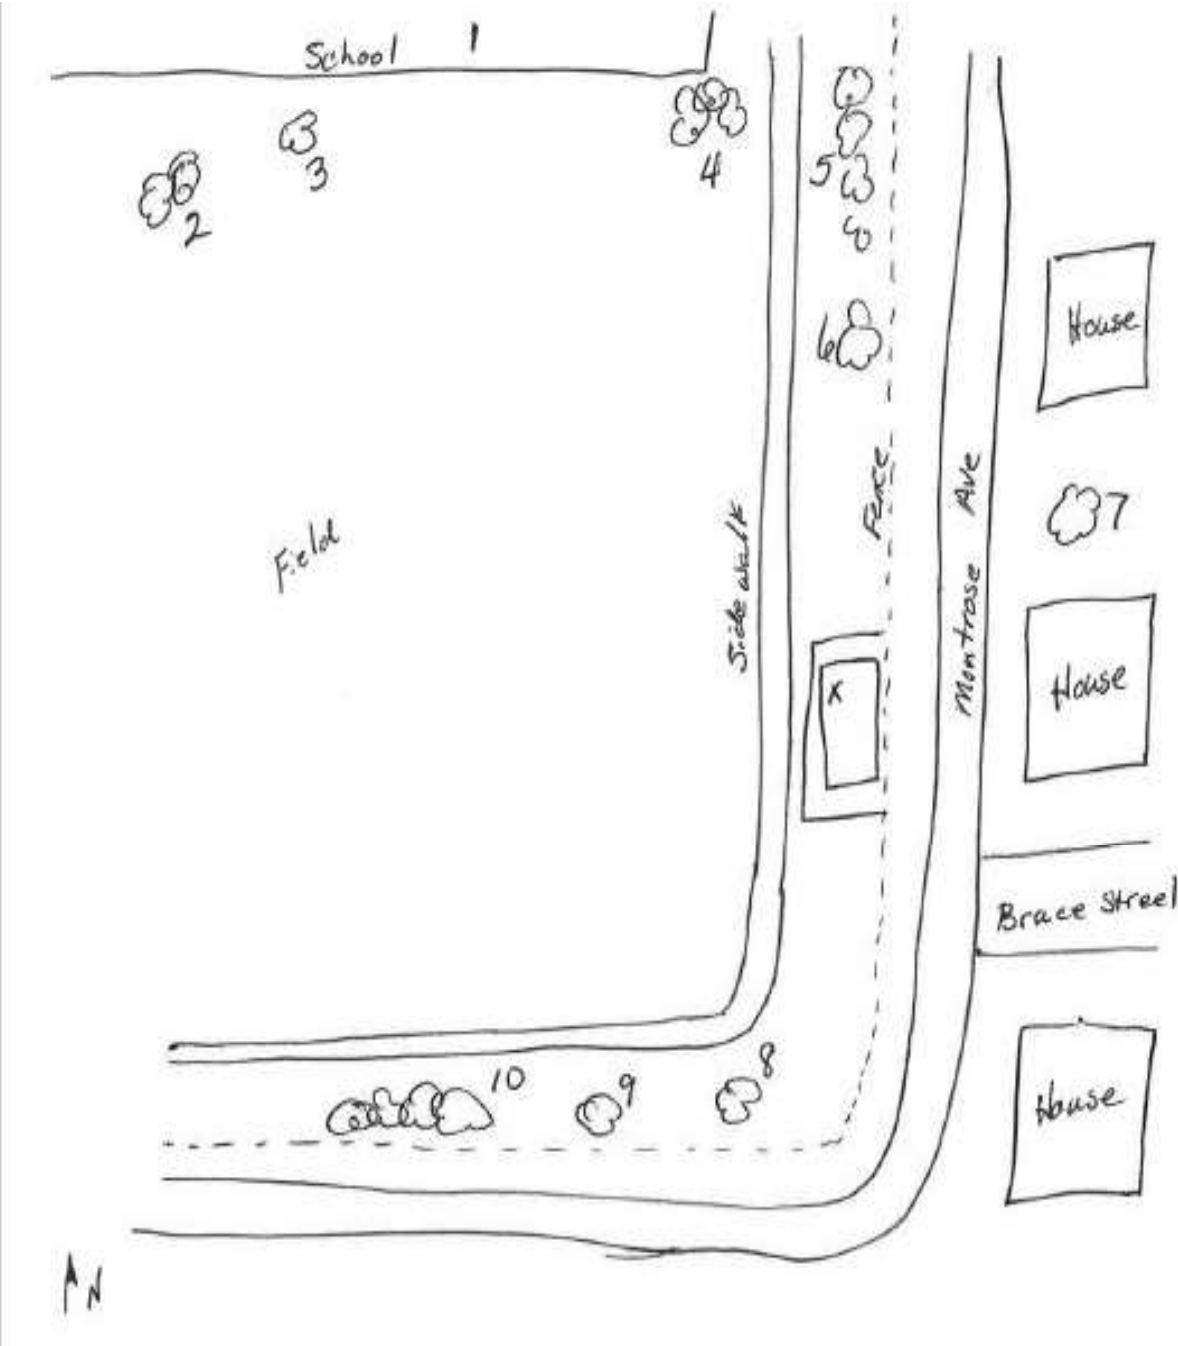 School 1
3
2
4
5
6
House
Fence
Montrose Ave
7
Sidewalk
Field
x
House
Brace Street
10
9
8
House
N